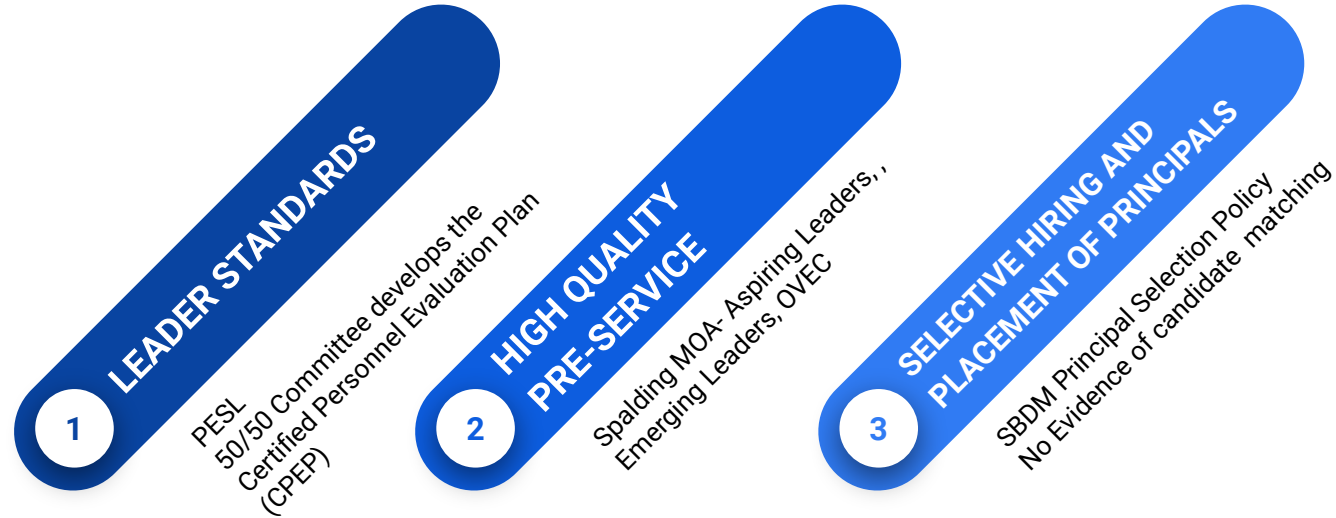 1
LEADER STANDARDS
PESL
50/50 Committee develops the
Certified Personnel Evaluation Plan
(CPEP)
2
HIGH QUALITY
PRE-SERVICE
Spalding MOA- Aspiring Leaders, ,
Emerging Leaders, OVEC
3
SELECTIVE HIRING AND
PLACEMENT OF PRINCIPALS
SBDM Principal Selection Policy
No Evidence of candidate matching